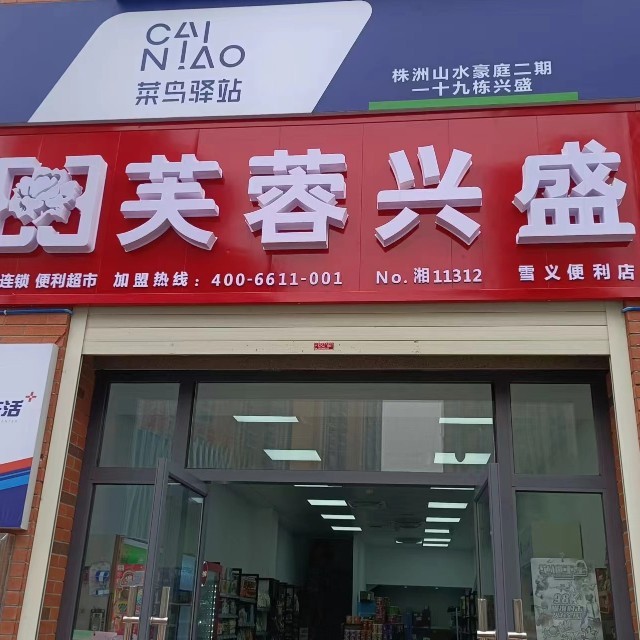 CAI
NIAO
菜鸟驿站
株洲山水豪庭二期
一十九栋兴盛
芙蓉兴盛
连锁 便利超市 加盟热线：400-6611-001 No.湘11312 雪义便利店
活